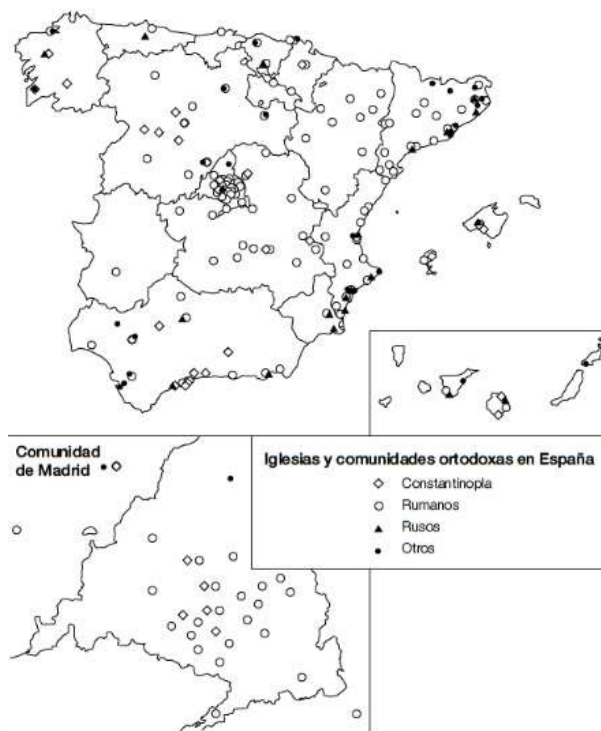 Comunidad
de Madrid
Iglesias y comunidades ortodoxas en España
Constantinopla
Rumanos
Rusos
Otros